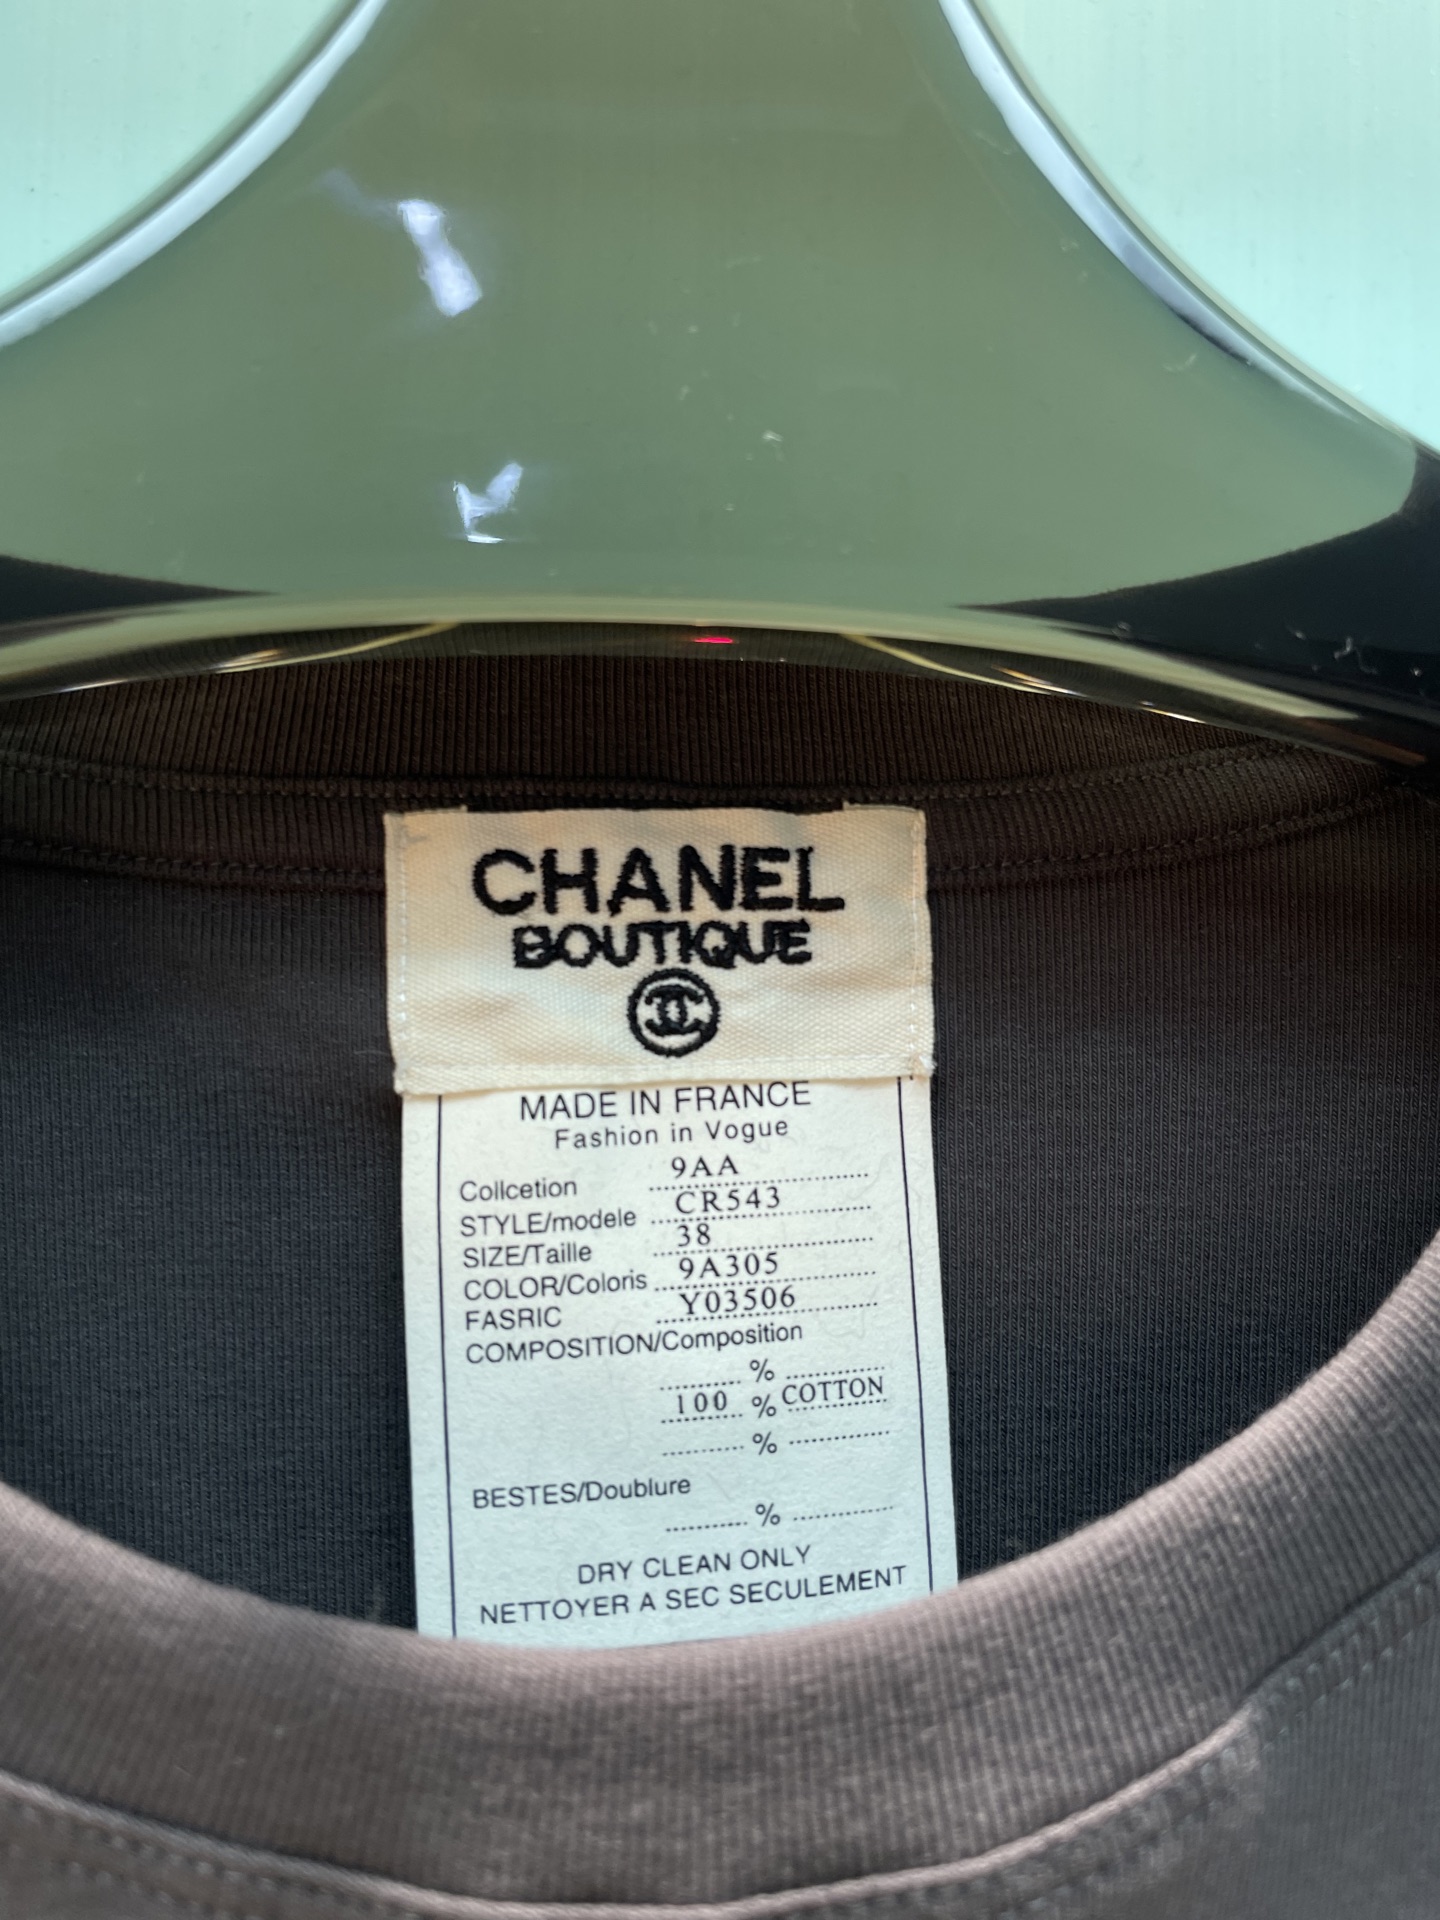 CHANEL
BOUTIQUE
MADE IN FRANCE
Fashion in Vogue
Collcetion 9AA
STYLE/modele CR543
SIZE/Taille 38
COLOR/Coloris 9A305
FASRIC Y03506
COMPOSITION/Composition
%
100 % COTTON
%
BESTES/Doublure
%
DRY CLEAN ONLY
NETTOYER A SEC SECULEMENT